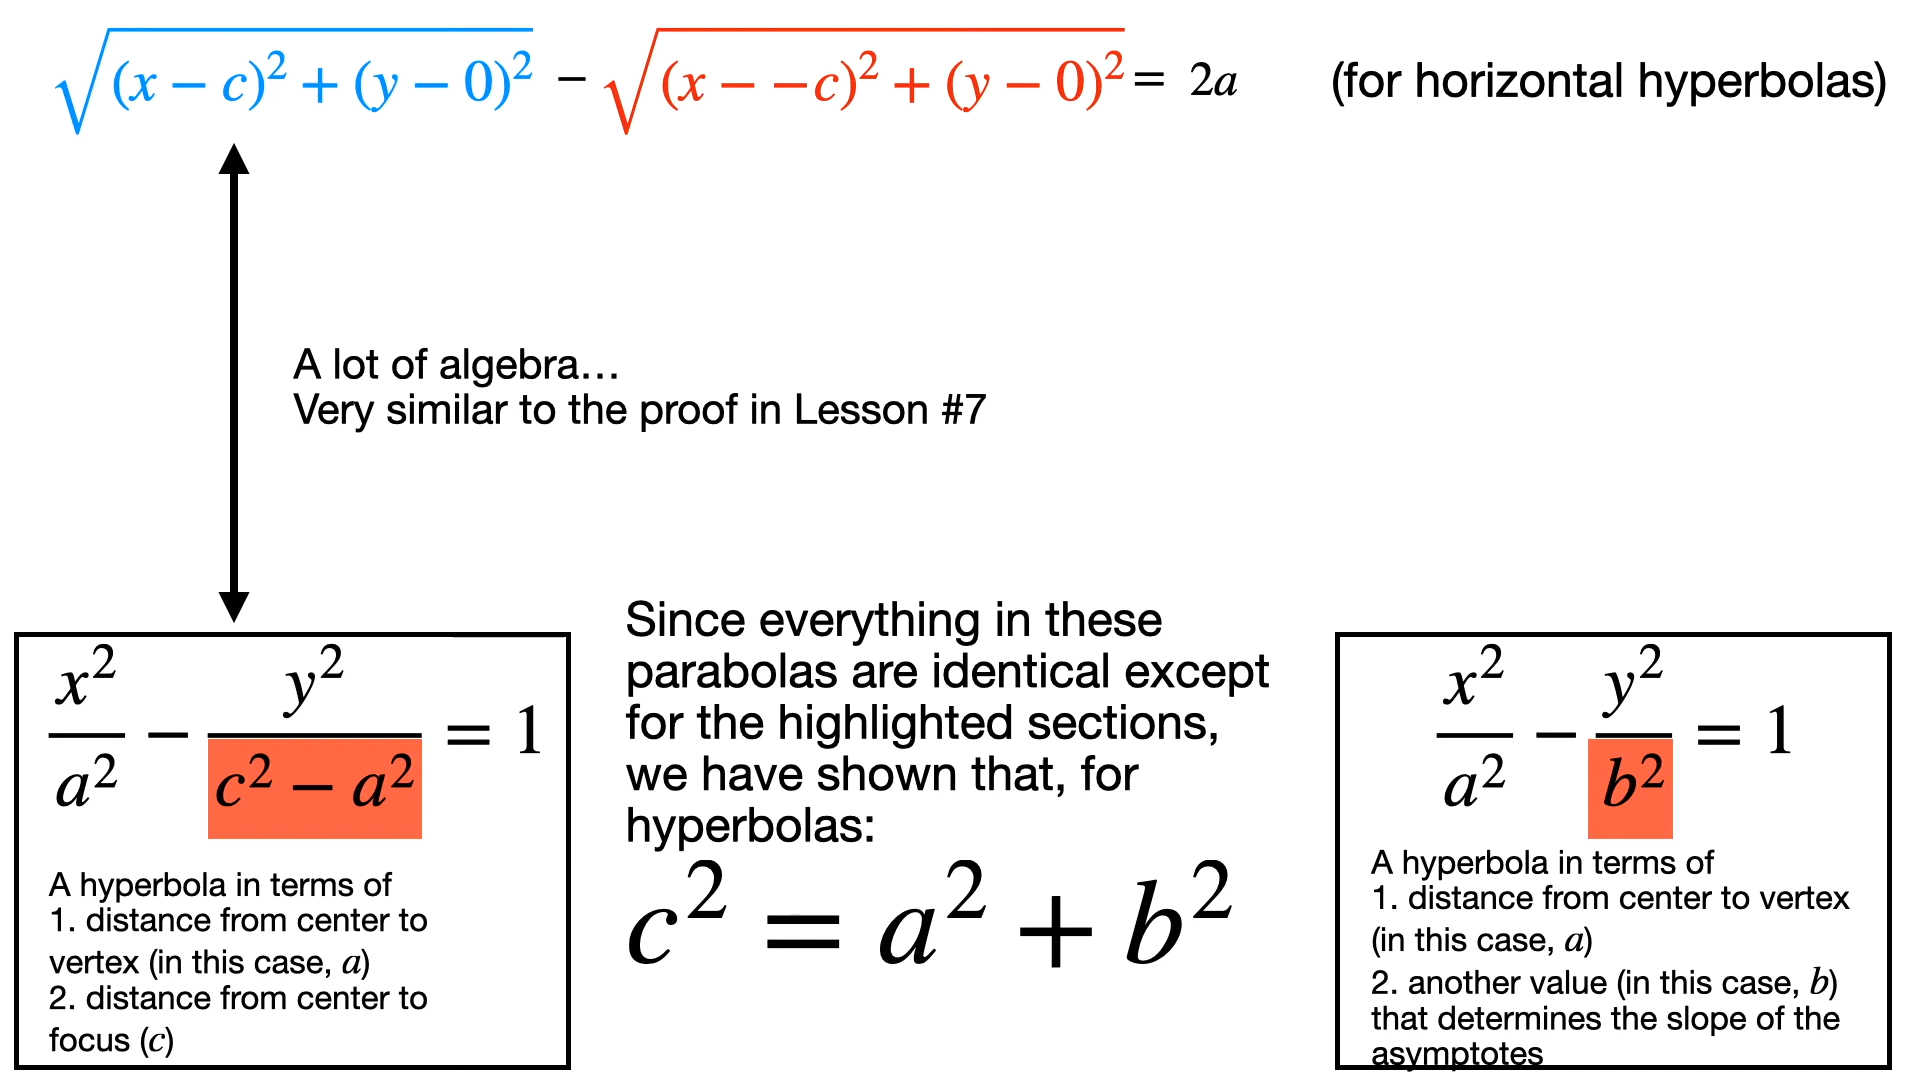 √((x − c)² + (y − 0)²) − √((x − −c)² + (y − 0)²) = 2a (for horizontal hyperbolas)
A lot of algebra…
Very similar to the proof in Lesson #7
x²/a² − y²/(c² − a²) = 1
A hyperbola in terms of
1. distance from center to
vertex (in this case, a)
2. distance from center to
focus (c)
Since everything in these
parabolas are identical except
for the highlighted sections,
we have shown that, for
hyperbolas:
c² = a² + b²
x²/a² − y²/b² = 1
A hyperbola in terms of
1. distance from center to vertex
(in this case, a)
2. another value (in this case, b)
that determines the slope of the
asymptotes